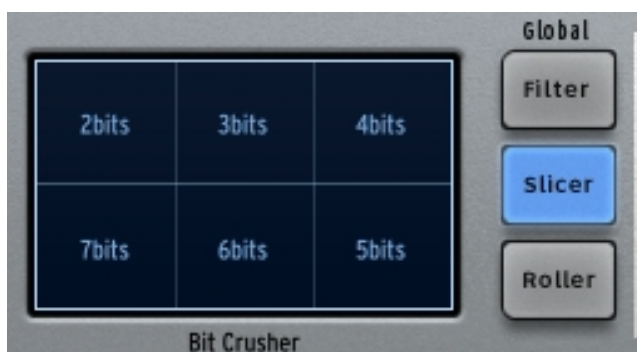 Global
Filter
2bits 3bits 4bits
Slicer
7bits 6bits 5bits
Roller
Bit Crusher